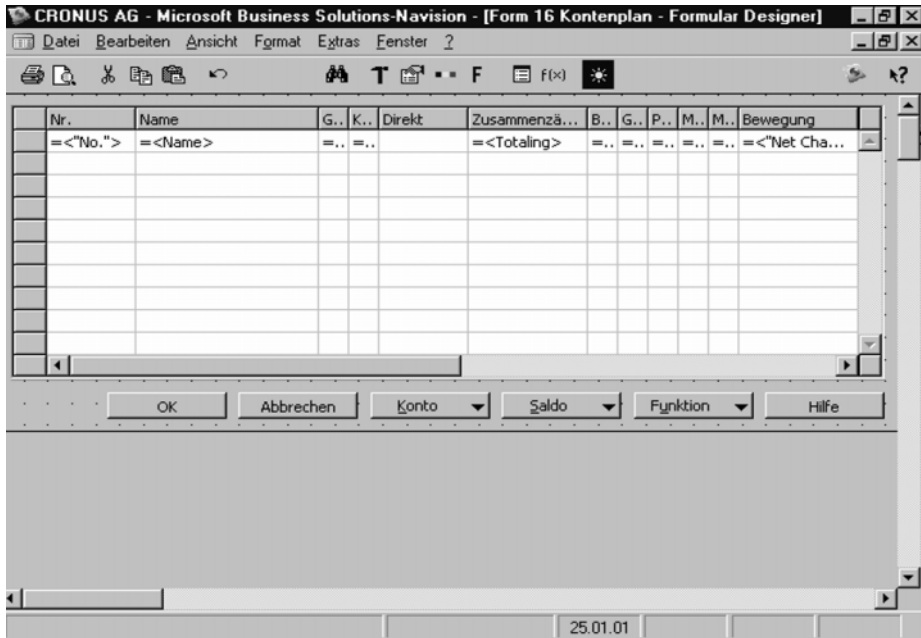 CRONUS AG - Microsoft Business Solutions-Navision - [Form 16 Kontenplan - Formular Designer]
Datei Bearbeiten Ansicht Format Extras Fenster ?
T F f(x) ?
Nr. Name G.. K.. Direkt Zusammenzä... B.. G.. P.. M.. M.. Bewegung
=<"No."> =<Name> =.. =.. =<Totaling> =.. =.. =.. =.. =.. =<"Net Cha...
OK Abbrechen Konto Saldo Funktion Hilfe
25.01.01